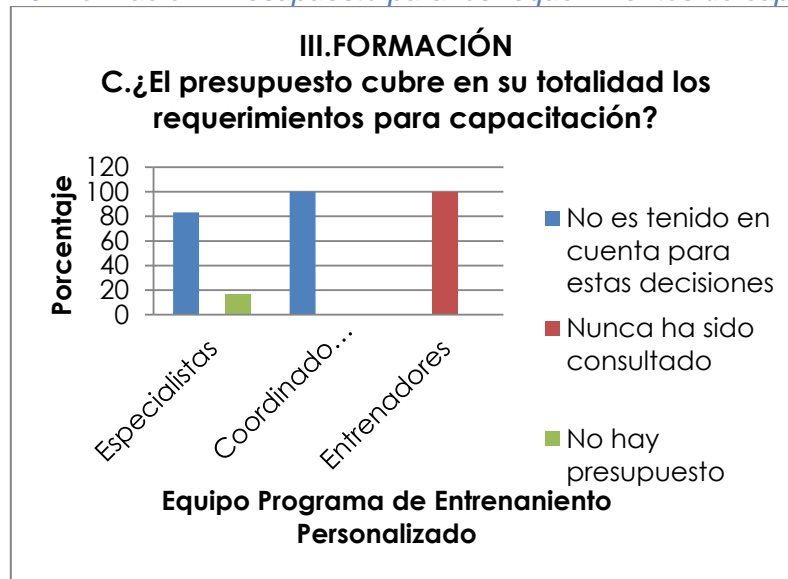 III.FORMACIÓN
C.¿El presupuesto cubre en su totalidad los
requerimientos para capacitación?
Porcentaje
120
100
80
60
40
20
0
Especialistas
Coordinado...
Entrenadores
No es tenido en
cuenta para
estas decisiones
Nunca ha sido
consultado
No hay
presupuesto
Equipo Programa de Entrenaniento
Personalizado